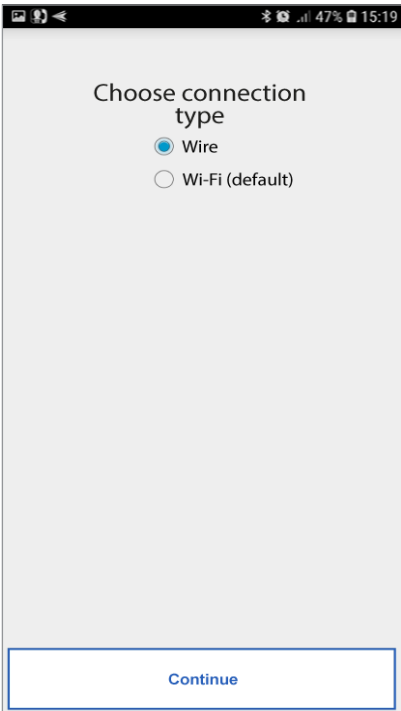 47% 15:19
Choose connection
type
Wire
Wi-Fi (default)
Continue